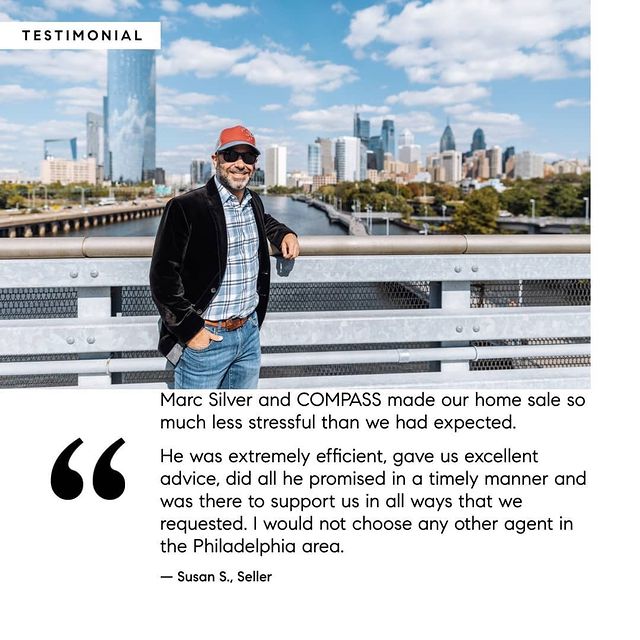 TESTIMONIAL
Marc Silver and COMPASS made our home sale so
much less stressful than we had expected.
He was extremely efficient, gave us excellent
advice, did all he promised in a timely manner and
was there to support us in all ways that we
requested. I would not choose any other agent in
the Philadelphia area.
— Susan S., Seller